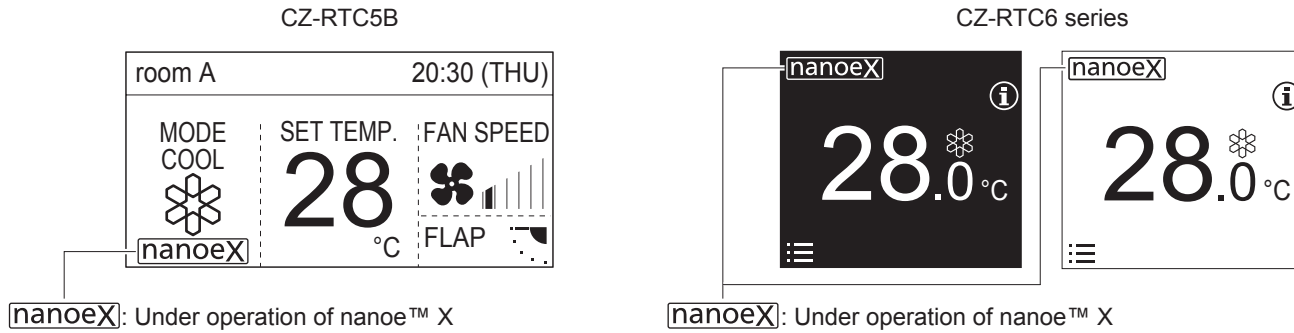 CZ-RTC5B
room A 20:30 (THU)
MODE
COOL
nanoeX
SET TEMP.
28
°C
FAN SPEED
FLAP
nanoeX: Under operation of nanoe™ X
CZ-RTC6 series
nanoeX
i
28.0 °C
nanoeX
i
28.0 °C
nanoeX: Under operation of nanoe™ X